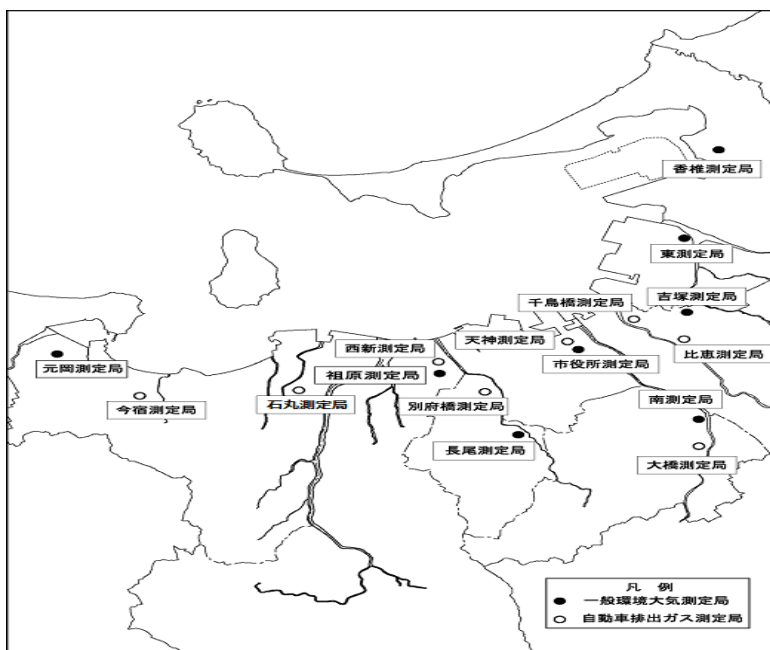 香椎測定局
東測定局
千鳥橋測定局
吉塚測定局
西新測定局
天神測定局
比恵測定局
市役所測定局
元岡測定局
祖原測定局
今宿測定局
石丸測定局
別府橋測定局
南測定局
長尾測定局
大橋測定局
凡 例
● 一般環境大気測定局
○ 自動車排出ガス測定局